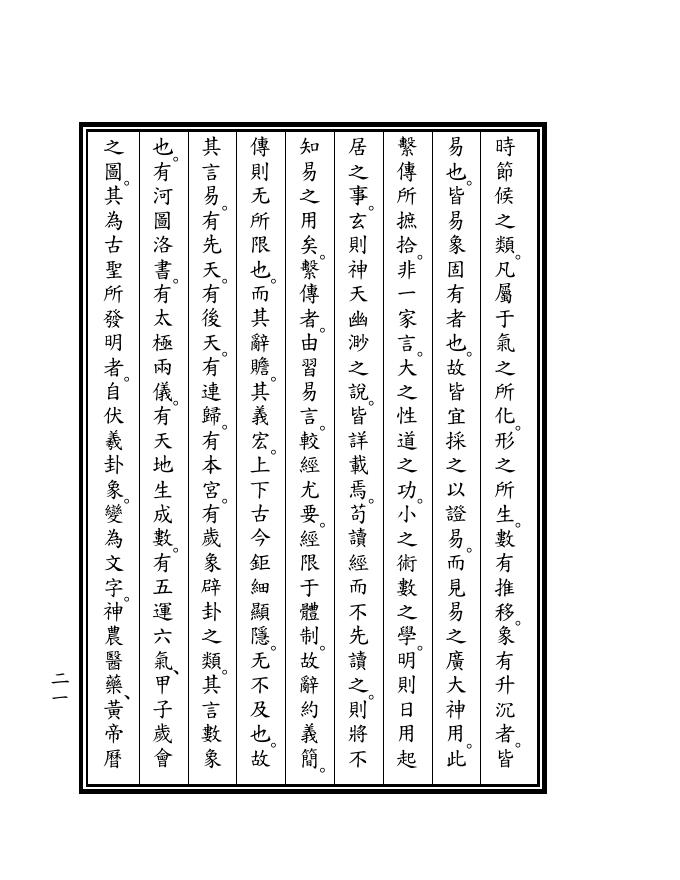 時節候之類。凡屬于氣之所化。形之所生。數有推移。象有升沉者。皆
易也。皆易象固有者也。故皆宜採之以證易。而見易之廣大神用。此
繫傳所摭拾。非一家言。大之性道之功。小之術數之學。明則日用起
居之事。玄則神天幽渺之說。皆詳載焉。茍讀經而不先讀之。則將不
知易之用矣。繫傳者。由習易言。較經尤要。經限于體制。故辭約義簡。
傳則无所限也。而其辭贍。其義宏。上下古今鉅細顯隱。无不及也。故
其言易。有先天。有後天。有連歸。有本宮。有歲象辟卦之類。其言數象
也。有河圖洛書。有太極兩儀。有天地生成數。有五運六氣、甲子歲會
之圖。其為古聖所發明者。自伏羲卦象。變為文字。神農醫藥、黃帝曆
二一